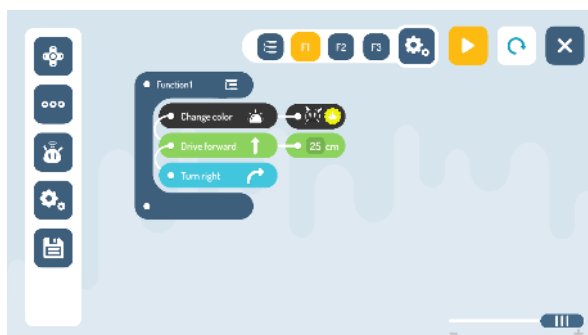 F1 F2 F3
Function1
Change color
Drive forward 25 cm
Turn right